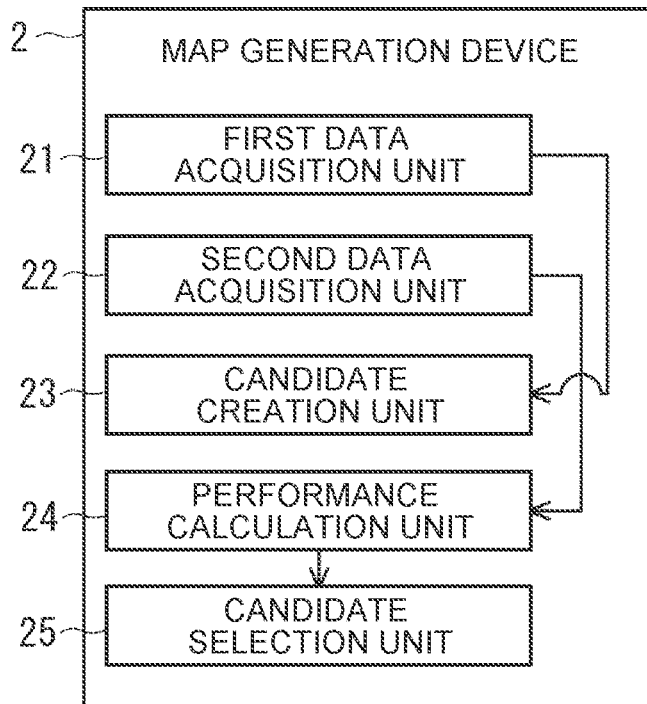 2
MAP GENERATION DEVICE
21
FIRST DATA
ACQUISITION UNIT
22
SECOND DATA
ACQUISITION UNIT
23
CANDIDATE
CREATION UNIT
24
PERFORMANCE
CALCULATION UNIT
25
CANDIDATE
SELECTION UNIT